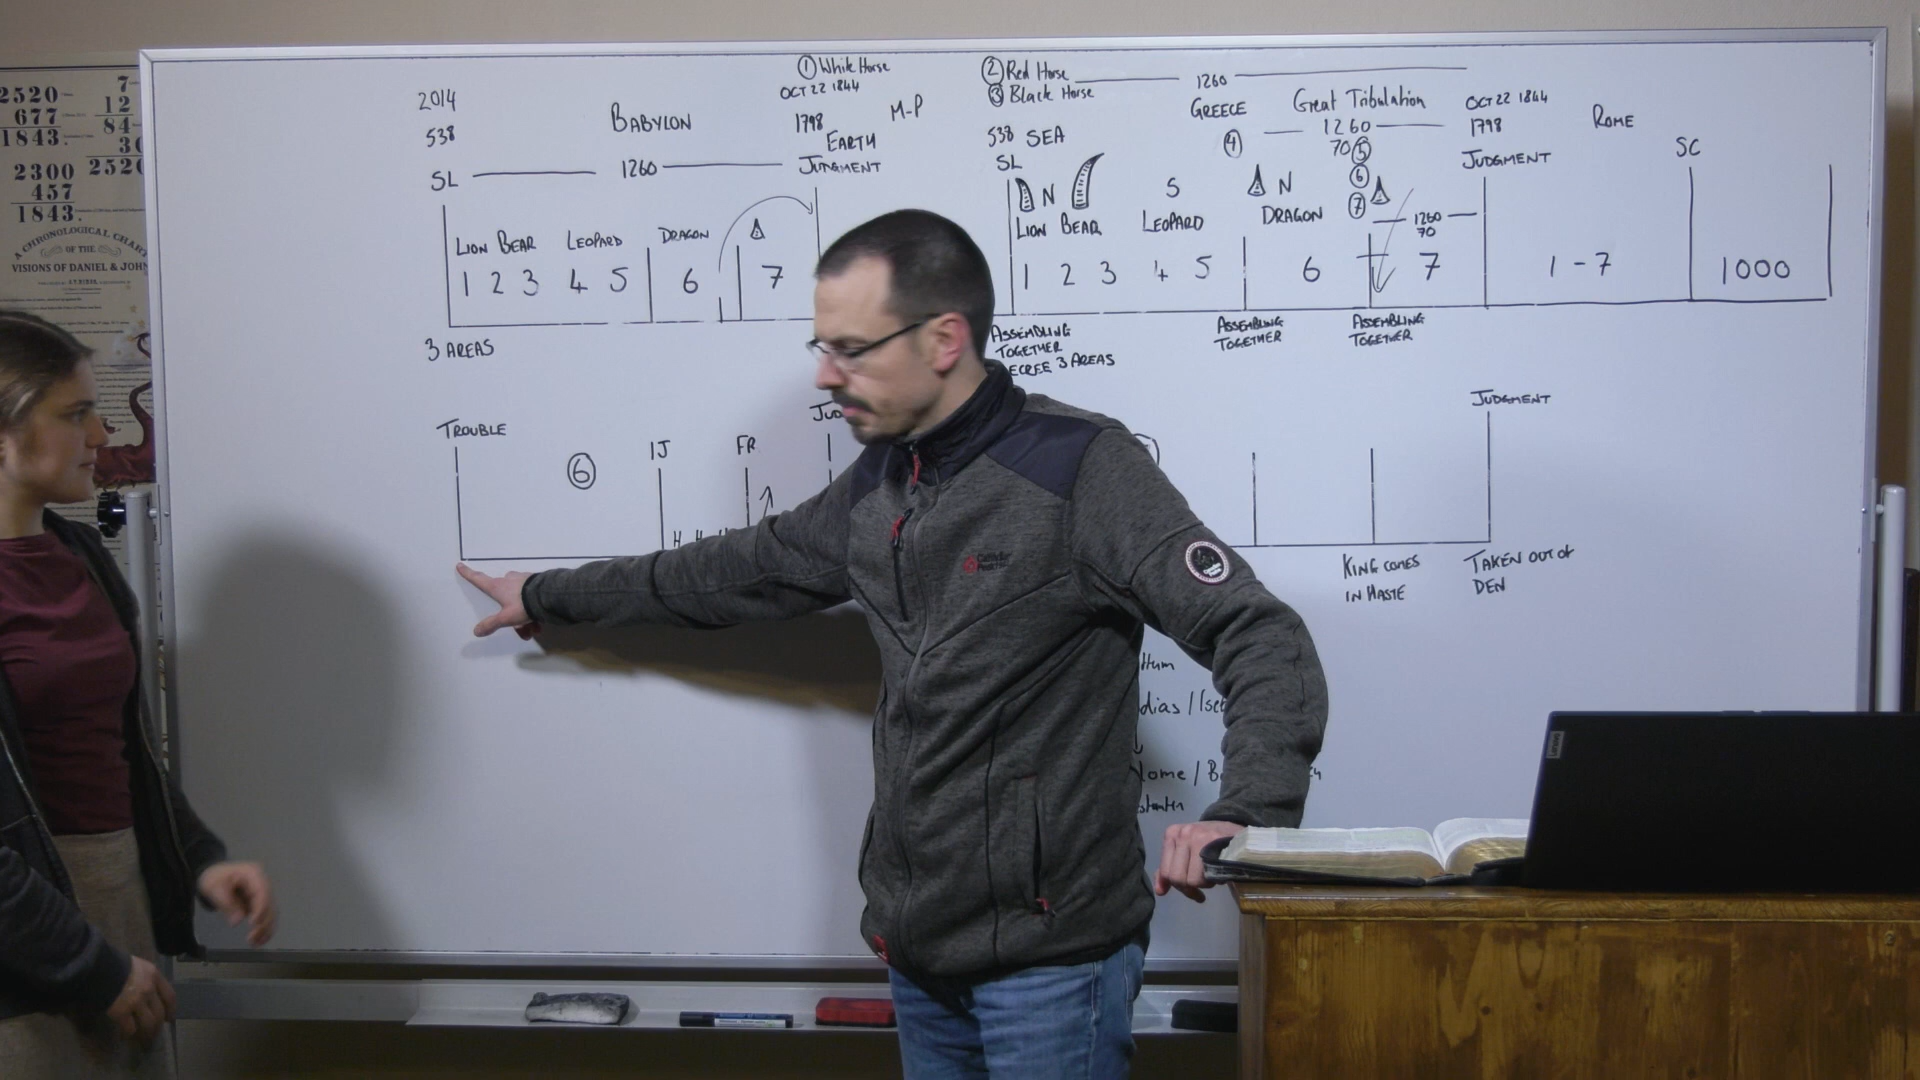 2520
677
1843.
2300
457
1843.
7
12
84
30
2520
A CHRONOLOGICAL CHART
OF THE
VISIONS OF DANIEL & JOHN
2014
538
BABYLON
① White Horse
OCT 22 1844
1798
EARTH
M-P
SL
1260
JUDGMENT
LION BEAR LEOPARD DRAGON
1 2 3 4 5 6 7
3 AREAS
② Red Horse
③ Black Horse
1260
538 SEA
SL
N
S
GREECE
④
Great Tribulation
1260
70 ⑤
⑥
⑦
N
OCT 22 1844
1798
JUDGMENT
ROME
SC
LION BEAR LEOPARD DRAGON
1260
70
1 2 3 4 5 6 7 1-7 1000
ASSEMBLING
TOGETHER
ECREE 3 AREAS
ASSEMBLING
TOGETHER
ASSEMBLING
TOGETHER
TROUBLE
⑥
IJ
FR
JUD
H H
JUDGMENT
KING COMES
IN HASTE
TAKEN OUT OF
DEN
Lenovo